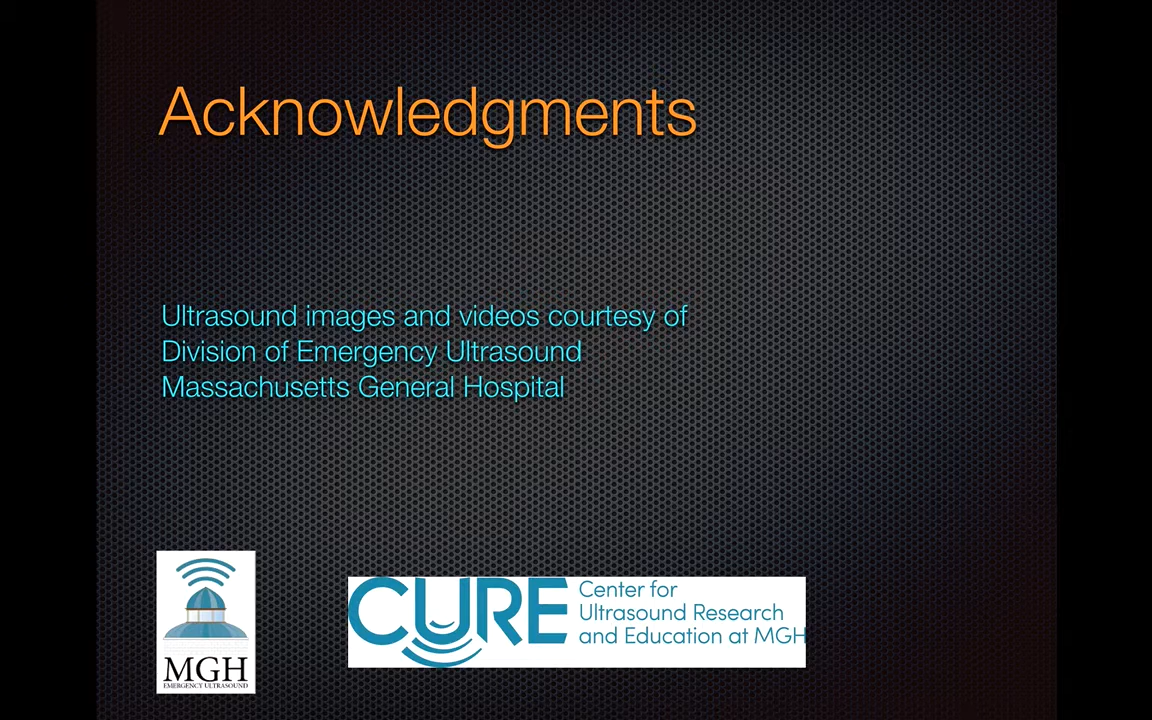 Acknowledgments
Ultrasound images and videos courtesy of
Division of Emergency Ultrasound
Massachusetts General Hospital
MGH
EMERGENCY ULTRASOUND
CURE
Center for
Ultrasound Research
and Education at MGH